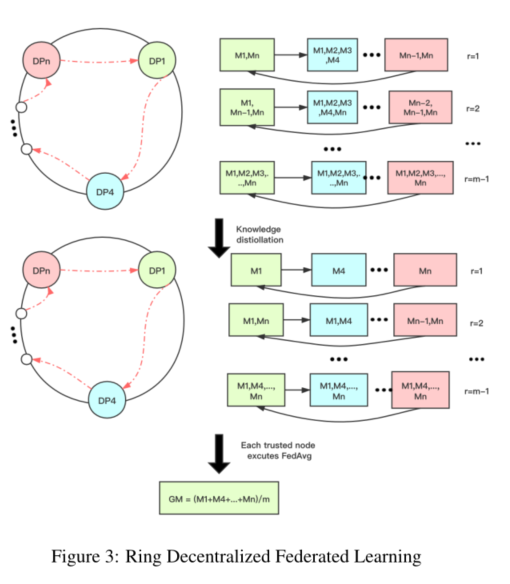 DPn
DP1
DP4
M1,Mn
M1,M2,M3
,M4
Mn-1,Mn
r=1
M1,
Mn-1,Mn
M1,M2,M3
,M4,Mn
Mn-2,
Mn-1,Mn
r=2
M1,M2,M3,.
..,Mn
M1,M2,M3,.
..,Mn
M1,M2,M3,...,
Mn
r=m-1
Knowledge
distiollation
DPn
DP1
DP4
M1
M4
Mn
r=1
M1,Mn
M1,M4
Mn-1,Mn
r=2
M1,M4,...,
Mn
M1,M4,...,
Mn
M1,M4,...,
Mn
r=m-1
Each trusted node
excutes FedAvg
GM = (M1+M4+...+Mn)/m
Figure 3: Ring Decentralized Federated Learning